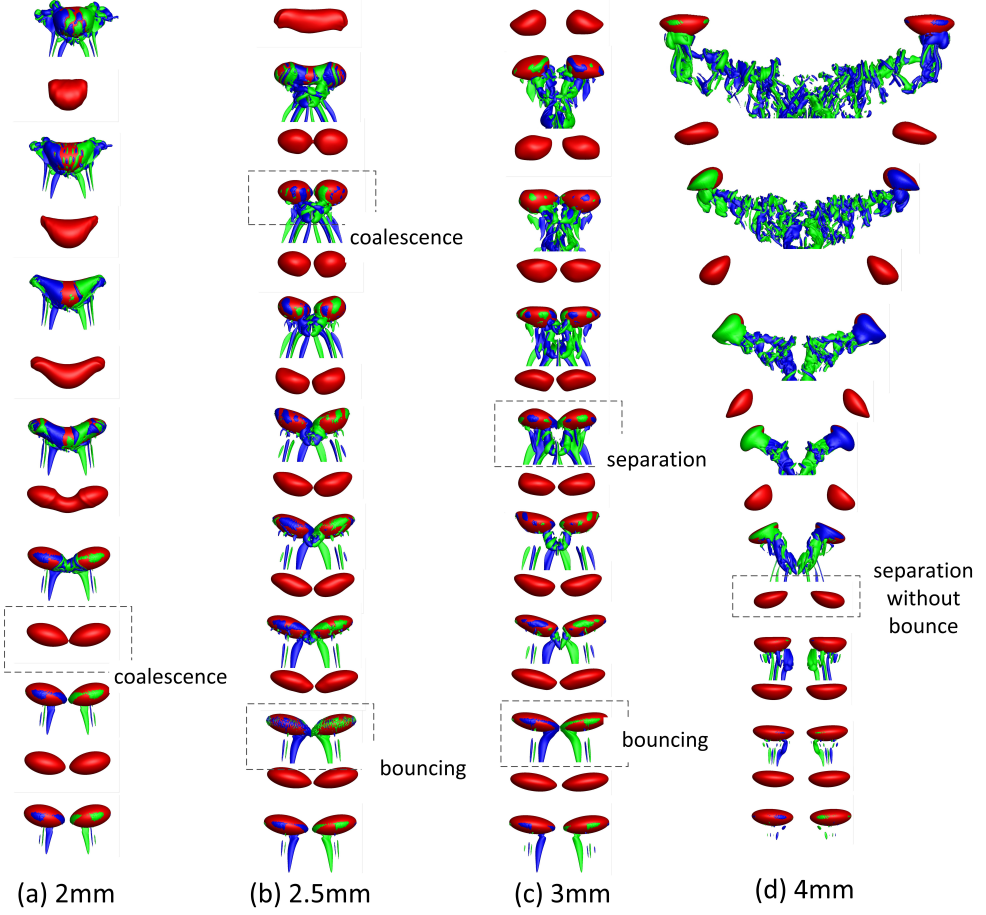 coalescence
separation
separation
without
bounce
coalescence
bouncing
bouncing
(a) 2mm
(b) 2.5mm
(c) 3mm
(d) 4mm